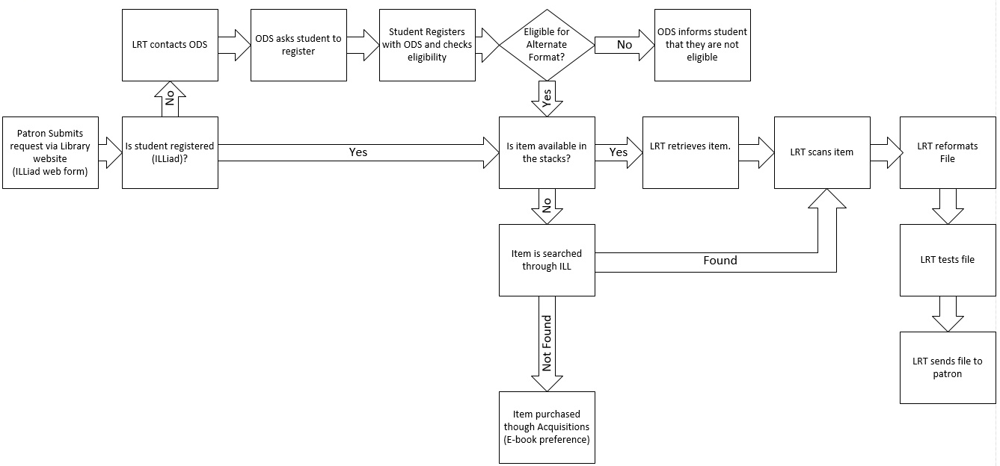 LRT contacts ODS
ODS asks student to
register
Student Registers
with ODS and checks
eligibility
Eligible for
Alternate
Format?
No
ODS informs student
that they are not
eligible
No
Yes
Patron Submits
request via Library
website
(ILLiad web form)
Is student registered
(ILLiad)?
Yes
Is item available in
the stacks?
Yes
LRT retrieves item.
LRT scans item
LRT reformats
File
No
Item is searched
through ILL
Found
LRT tests file
Not Found
LRT sends file to
patron
Item purchased
though Acquisitions
(E-book preference)